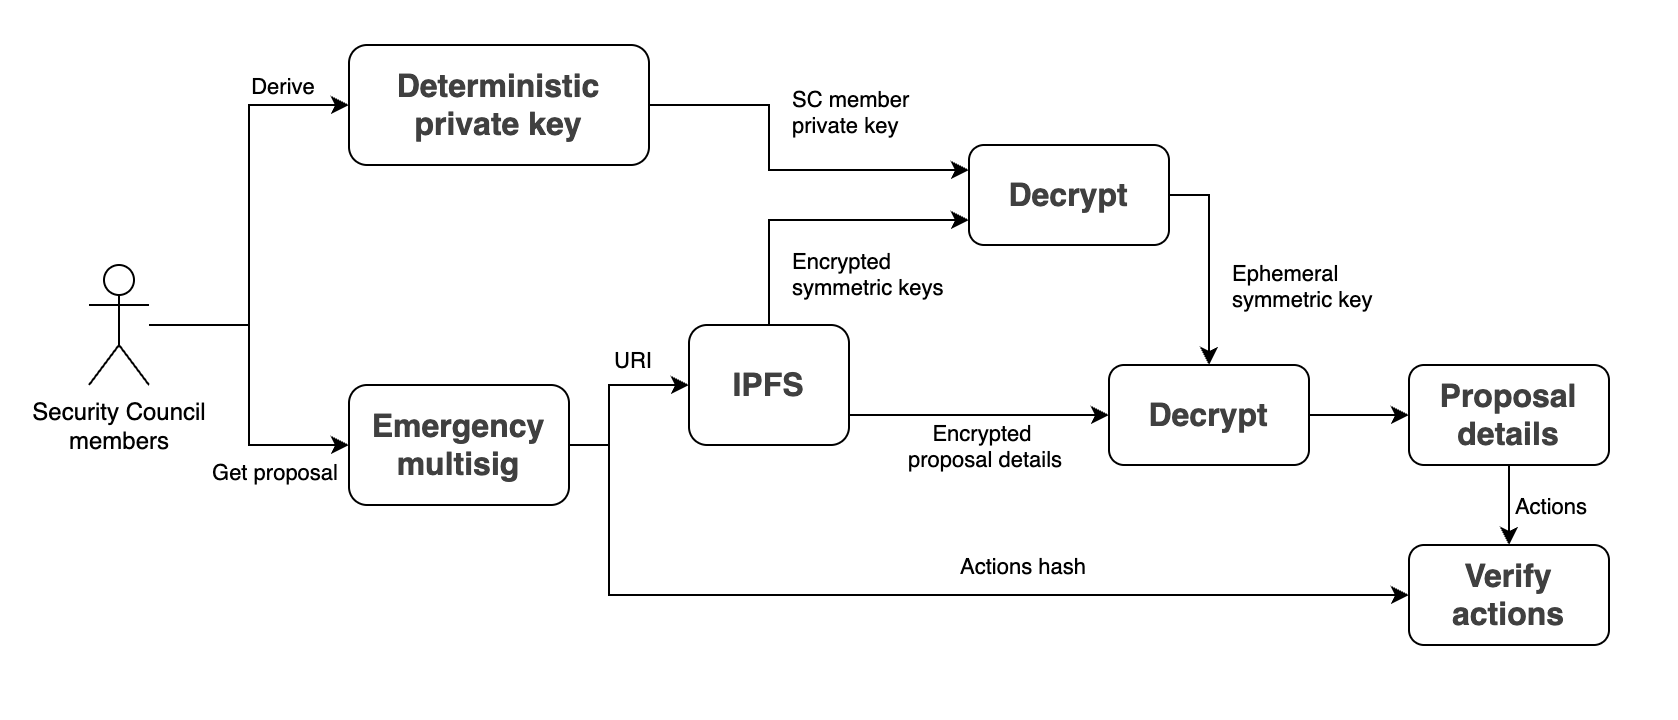 Derive
Deterministic
private key
SC member
private key
Decrypt
Encrypted
symmetric keys
Ephemeral
symmetric key
Security Council
members
Get proposal
Emergency
multisig
URI
IPFS
Encrypted
proposal details
Decrypt
Proposal
details
Actions
Actions hash
Verify
actions